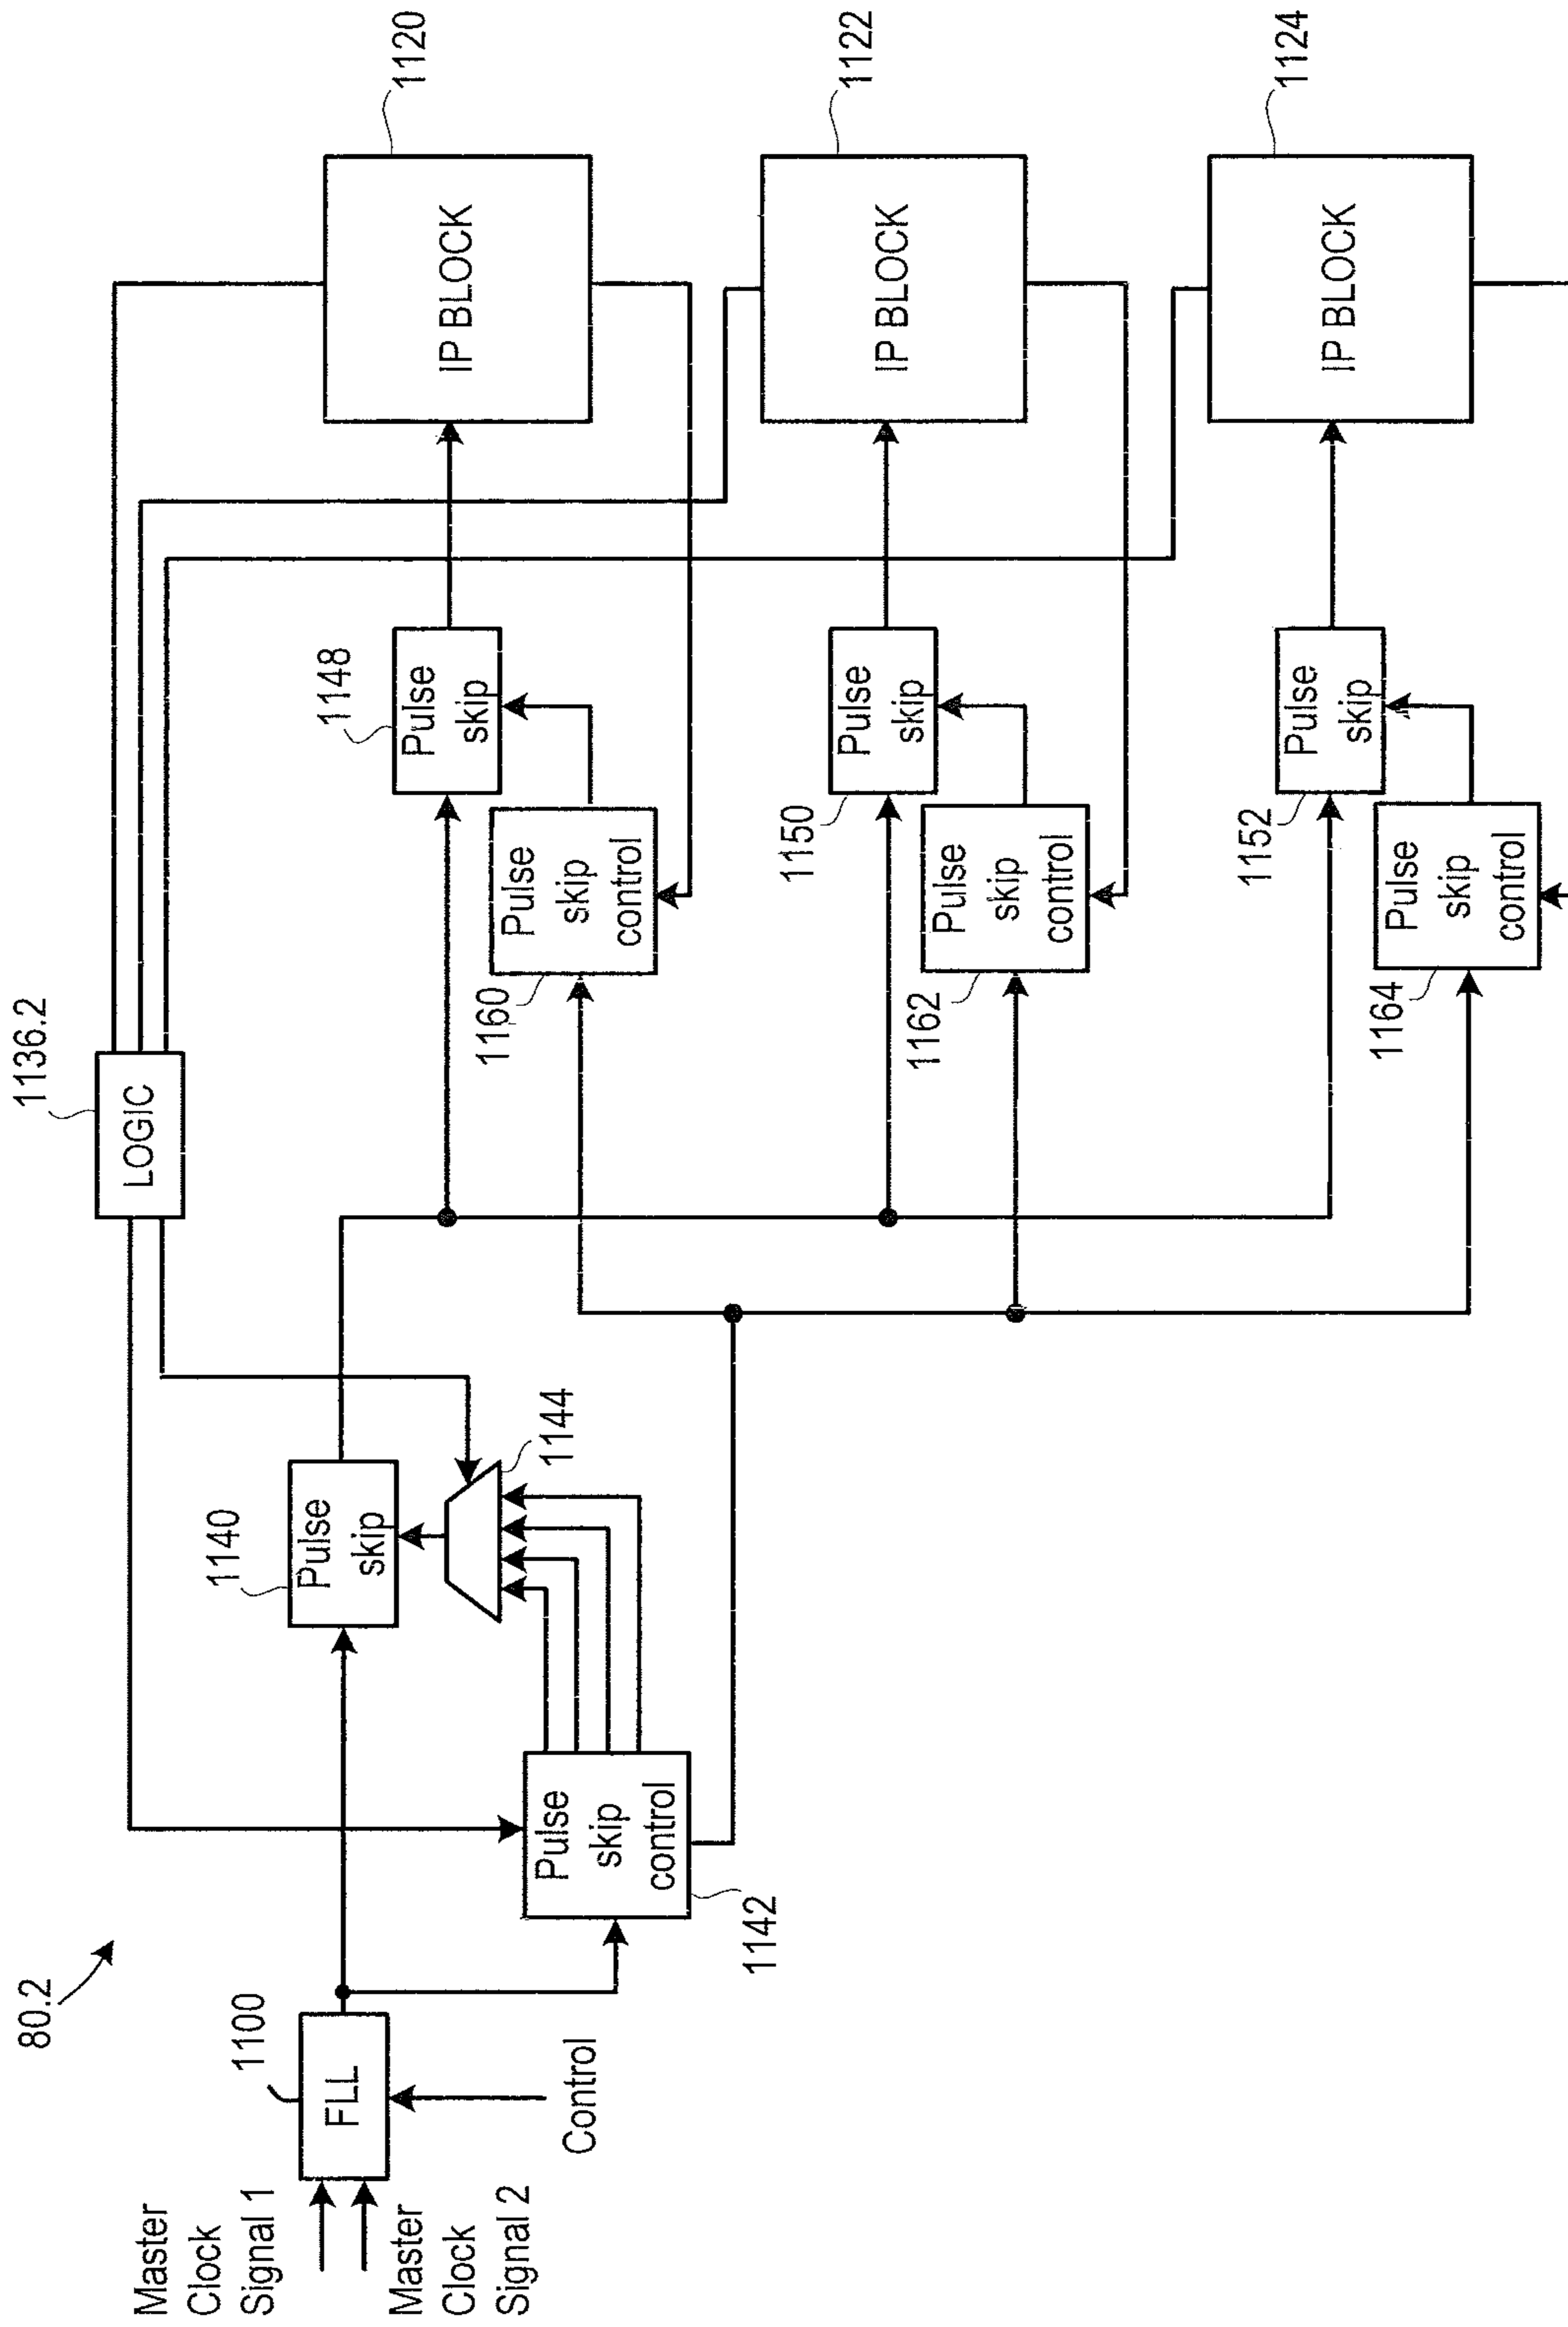 80.2
Master
Clock
Signal 1
Master
Clock
Signal 2
FLL
1100
Control
Pulse
skip
1140
Pulse
skip
control
1142
1144
LOGIC
1136.2
Pulse
skip
1148
Pulse
skip
control
1160
IP BLOCK
1120
Pulse
skip
1150
Pulse
skip
control
1162
IP BLOCK
1122
Pulse
skip
1152
Pulse
skip
control
1164
IP BLOCK
1124